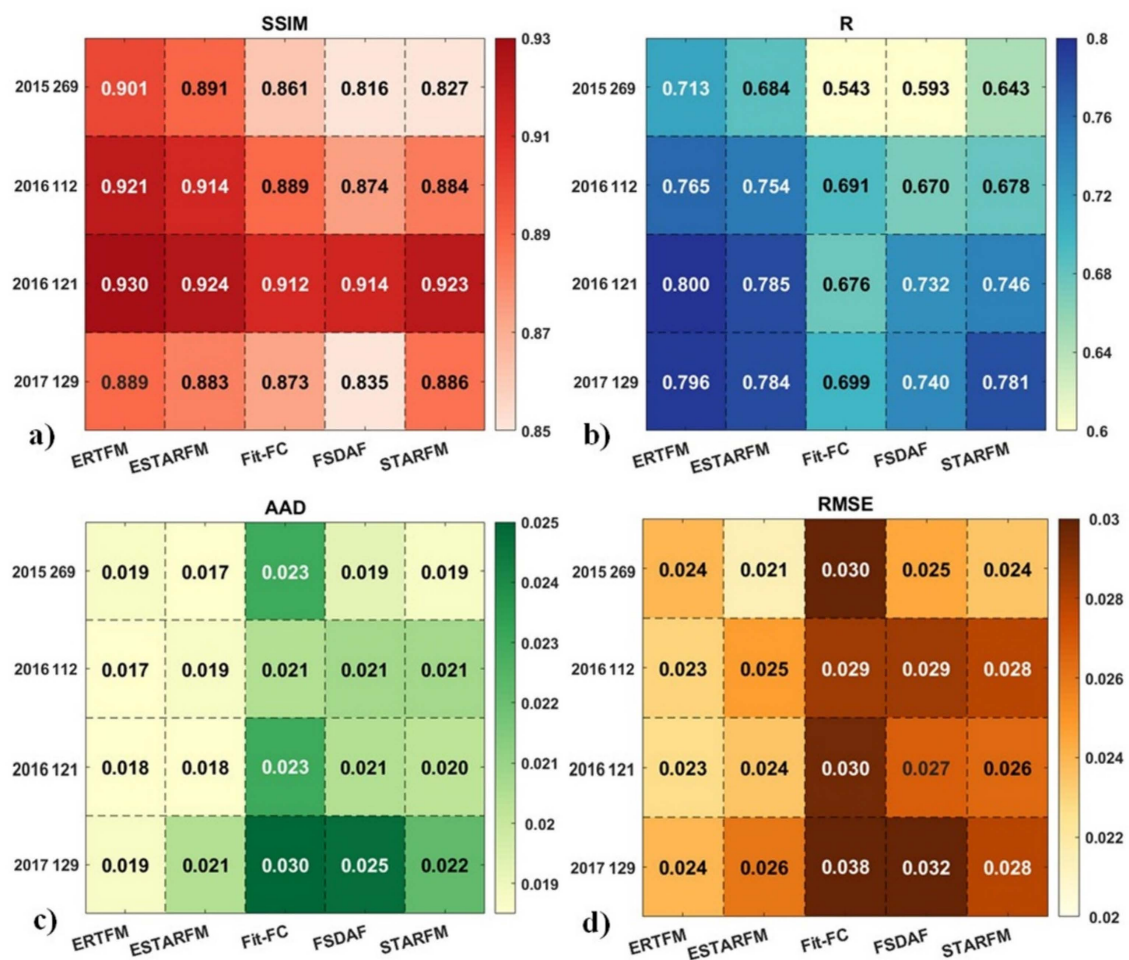 SSIM
2015 269 0.901 0.891 0.861 0.816 0.827
2016 112 0.921 0.914 0.889 0.874 0.884
2016 121 0.930 0.924 0.912 0.914 0.923
2017 129 0.889 0.883 0.873 0.835 0.886
ERTFM ESTARFM Fit-FC FSDAF STARFM
0.93
0.91
0.89
0.87
0.85
a)
R
2015 269 0.713 0.684 0.543 0.593 0.643
2016 112 0.765 0.754 0.691 0.670 0.678
2016 121 0.800 0.785 0.676 0.732 0.746
2017 129 0.796 0.784 0.699 0.740 0.781
ERTFM ESTARFM Fit-FC FSDAF STARFM
0.8
0.76
0.72
0.68
0.64
0.6
b)
AAD
2015 269 0.019 0.017 0.023 0.019 0.019
2016 112 0.017 0.019 0.021 0.021 0.021
2016 121 0.018 0.018 0.023 0.021 0.020
2017 129 0.019 0.021 0.030 0.025 0.022
ERTFM ESTARFM Fit-FC FSDAF STARFM
0.025
0.024
0.023
0.022
0.021
0.02
0.019
c)
RMSE
2015 269 0.024 0.021 0.030 0.025 0.024
2016 112 0.023 0.025 0.029 0.029 0.028
2016 121 0.023 0.024 0.030 0.027 0.026
2017 129 0.024 0.026 0.038 0.032 0.028
ERTFM ESTARFM Fit-FC FSDAF STARFM
0.03
0.028
0.026
0.024
0.022
0.02
d)